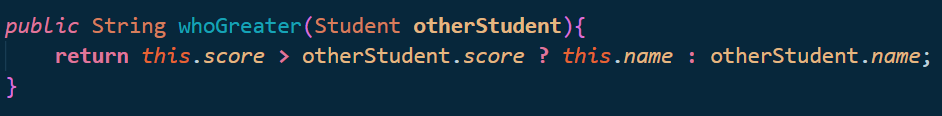 public String whoGreater(Student otherStudent){
    return this.score > otherStudent.score ? this.name : otherStudent.name;
}